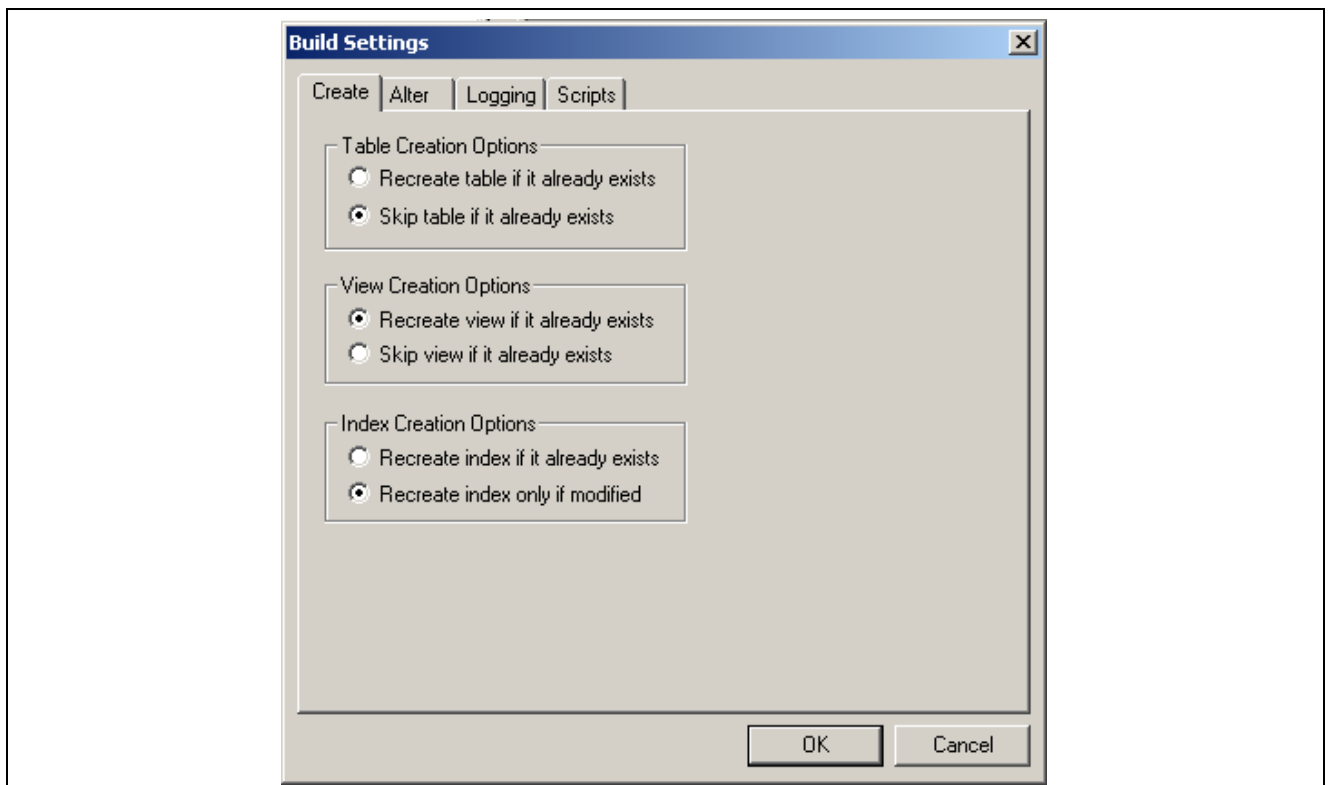 Build Settings
Create Alter Logging Scripts
Table Creation Options
Recreate table if it already exists
Skip table if it already exists
View Creation Options
Recreate view if it already exists
Skip view if it already exists
Index Creation Options
Recreate index if it already exists
Recreate index only if modified
OK Cancel